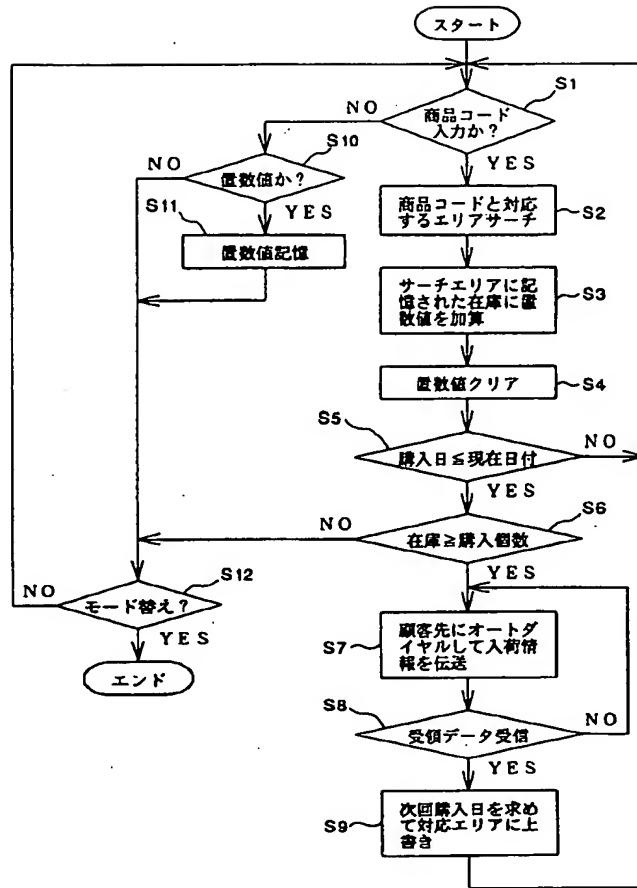 スタート
S1
NO
商品コード
入力か？
S10
NO
YES
置数値か？
S11
YES
商品コードと対応
するエリアサーチ
S2
置数値記憶
サーチエリアに記
憶された在庫に置
数値を加算
S3
置数値クリア
S4
S5
NO
購入日≦現在日付
YES
S6
NO
在庫≧購入個数
S12
YES
NO
モード替え？
顧客先にオートダ
イヤルして入荷情
報を伝送
S7
YES
エンド
S8
NO
受領データ受信
YES
次回購入日を求め
て対応エリアに上
書き
S9